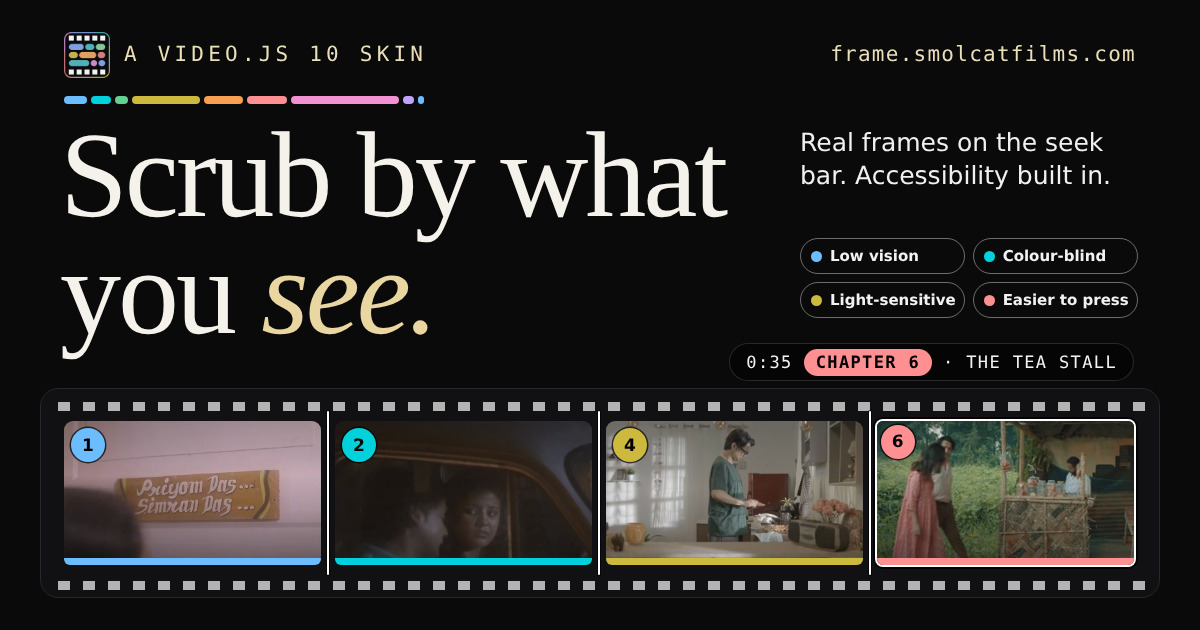 A VIDEO.JS 10 SKIN
frame.smolcatfilms.com
Scrub by what
you see.
Real frames on the seek
bar. Accessibility built in.
Low vision
Colour-blind
Light-sensitive
Easier to press
0:35 CHAPTER 6 · THE TEA STALL
1
2
4
6
Priyom Das...
Simran Das...